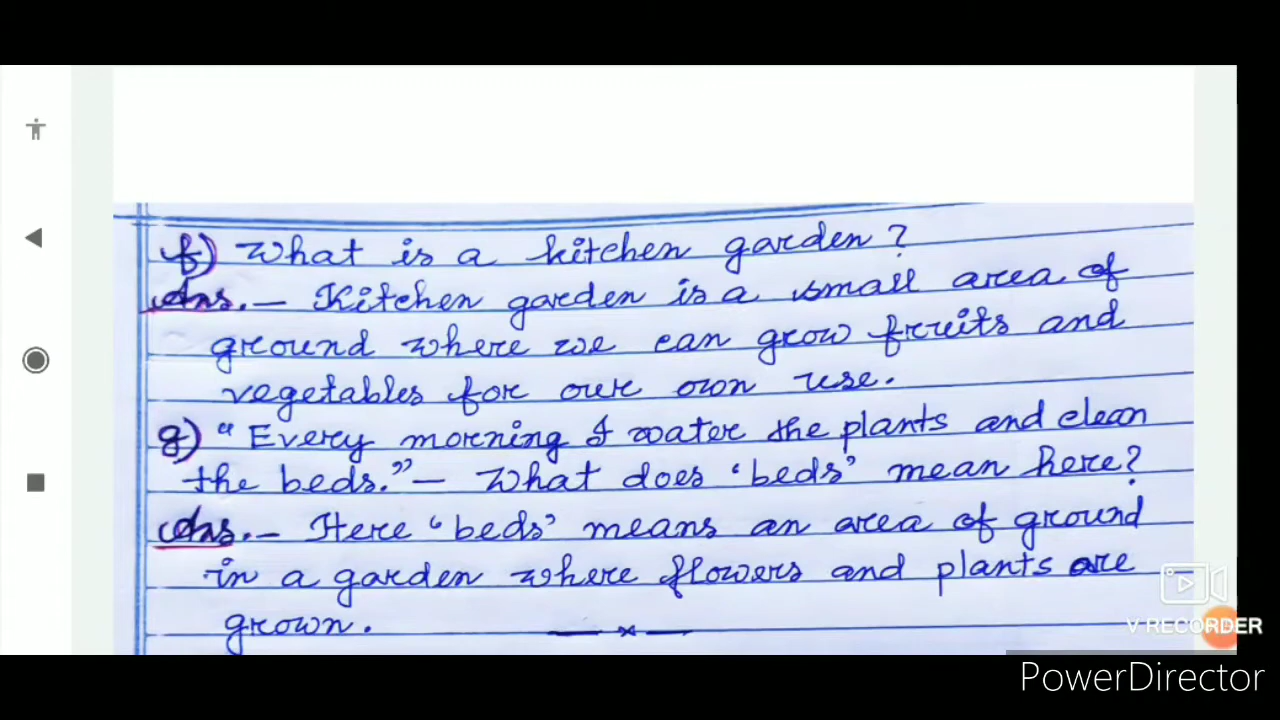 f) What is a kitchen garden?
Ans. – Kitchen garden is a small area of
ground where we can grow fruits and
vegetables for our own use.
g) "Every morning I water the plants and clean
the beds." – What does 'beds' mean here?
Ans. – Here 'beds' means an area of ground
in a garden where flowers and plants are
grown. —×—
V RECORDER
PowerDirector